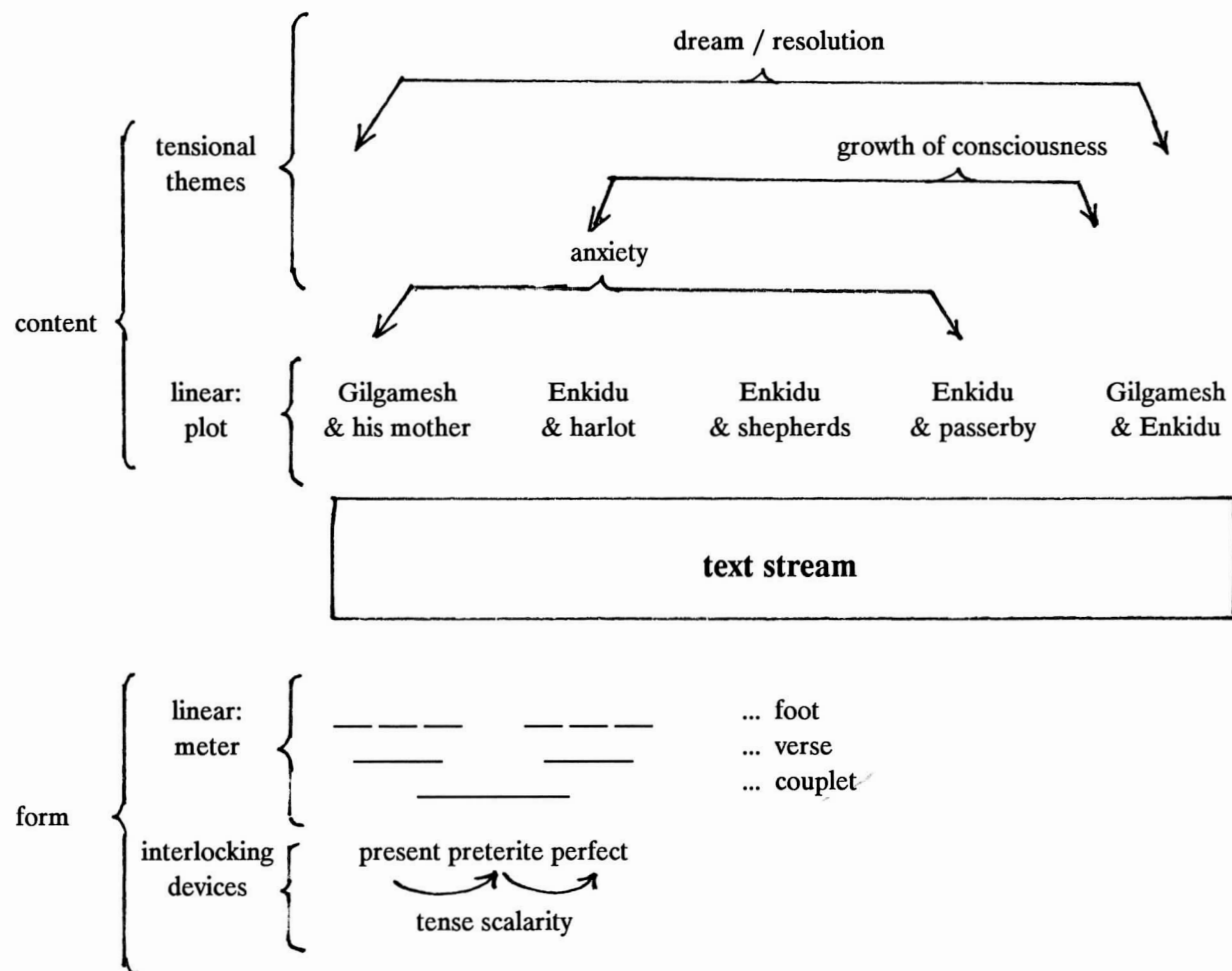 dream / resolution
tensional
themes
growth of consciousness
anxiety
content
linear:
plot
Gilgamesh
& his mother
Enkidu
& harlot
Enkidu
& shepherds
Enkidu
& passerby
Gilgamesh
& Enkidu
text stream
linear:
meter
... foot
... verse
... couplet
form
interlocking
devices
present preterite perfect
tense scalarity